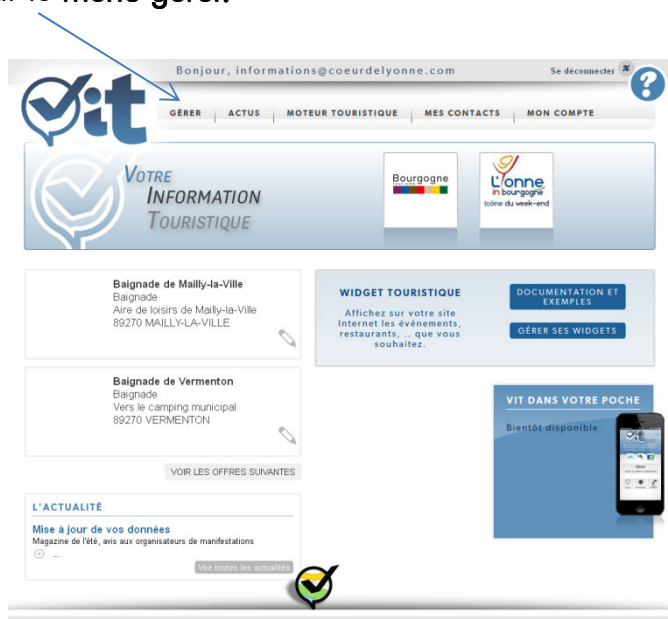 menu gérer.
Bonjour, informations@coeurdelyonne.com
Se déconnecter
?
Vit
GÉRER
ACTUS
MOTEUR TOURISTIQUE
MES CONTACTS
MON COMPTE
VOTRE
INFORMATION
TOURISTIQUE
Bourgogne
L'Yonne
in bourgogne
Icône du week-end
Baignade de Mailly-la-Ville
Baignade
Aire de loisirs de Mailly-la-Ville
89270 MAILLY-LA-VILLE
WIDGET TOURISTIQUE
Affichez sur votre site
Internet les événements,
restaurants, .. que vous
souhaitez.
DOCUMENTATION ET
EXEMPLES
GÉRER SES WIDGETS
Baignade de Vermenton
Baignade
Vers le camping municipal
89270 VERMENTON
VOIR LES OFFRES SUIVANTES
VIT DANS VOTRE POCHE
Bientôt disponible
Vit
L'ACTUALITÉ
Mise à jour de vos données
Magazine de l'été, avis aux organisateurs de manifestations
...
Voir toutes les actualités